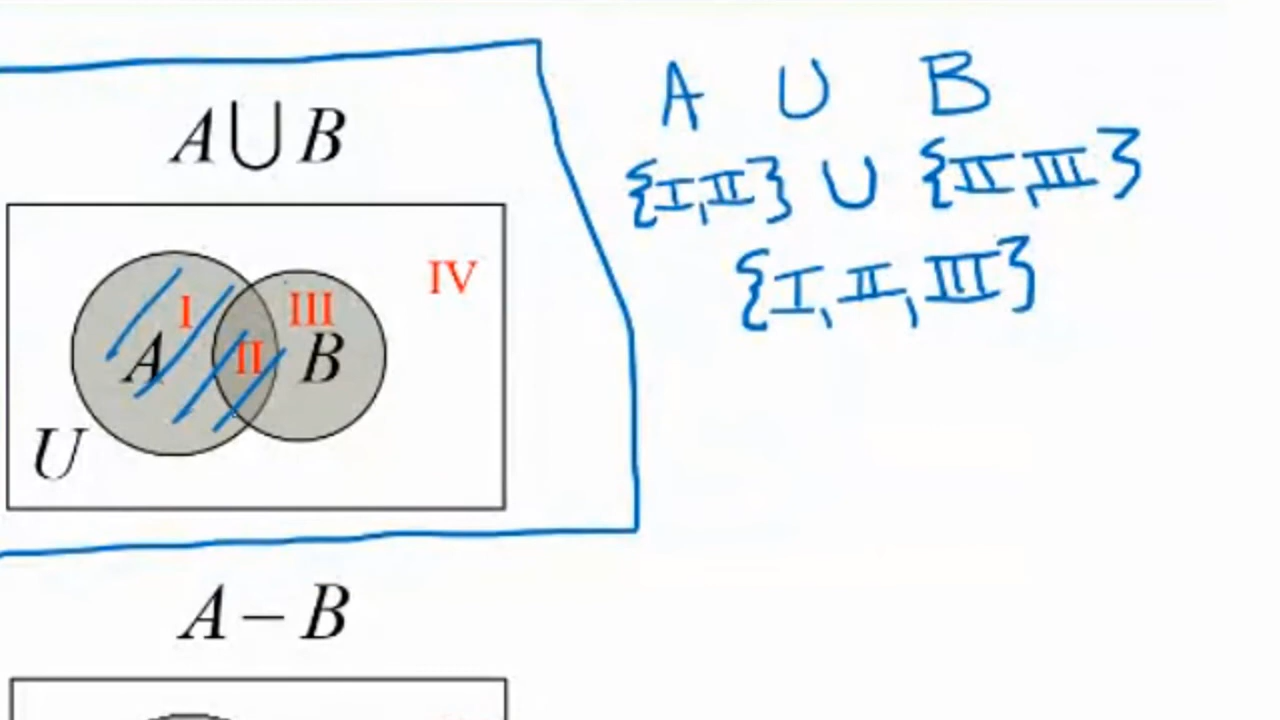 A ∪ B
A ∪ B
{I, II} ∪ {II, III}
{I, II, III}
I
III
IV
A
II
B
U
A − B